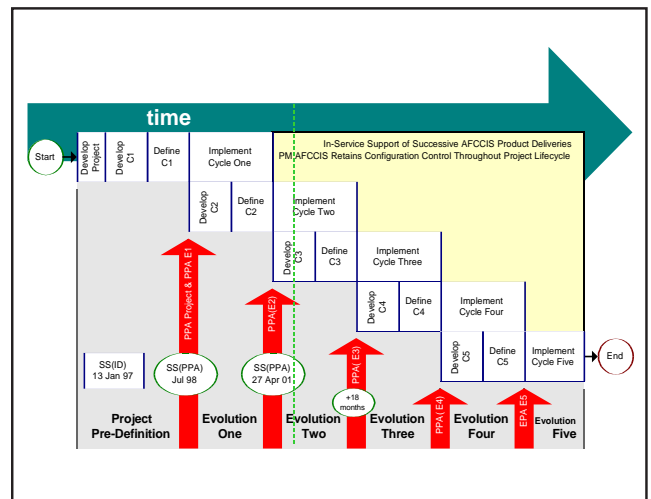 time
Start
Develop
Project
Develop
C1
Define
C1
Implement
Cycle One
In-Service Support of Successive AFCCIS Product Deliveries
PM AFCCIS Retains Configuration Control Throughout Project Lifecycle
Develop
C2
Define
C2
Implement
Cycle Two
Develop
C3
Define
C3
Implement
Cycle Three
Develop
C4
Define
C4
Implement
Cycle Four
Develop
C5
Define
C5
Implement
Cycle Five
End
PPA Project & PPA E1
PPA(E2)
PPA( E3)
PPA( E4)
EPA E5
SS(ID)
13 Jan 97
SS(PPA)
Jul 98
SS(PPA)
27 Apr 01
+18
months
Project
Pre-Definition
Evolution
One
Evolution
Two
Evolution
Three
Evolution
Four
Evolution
Five